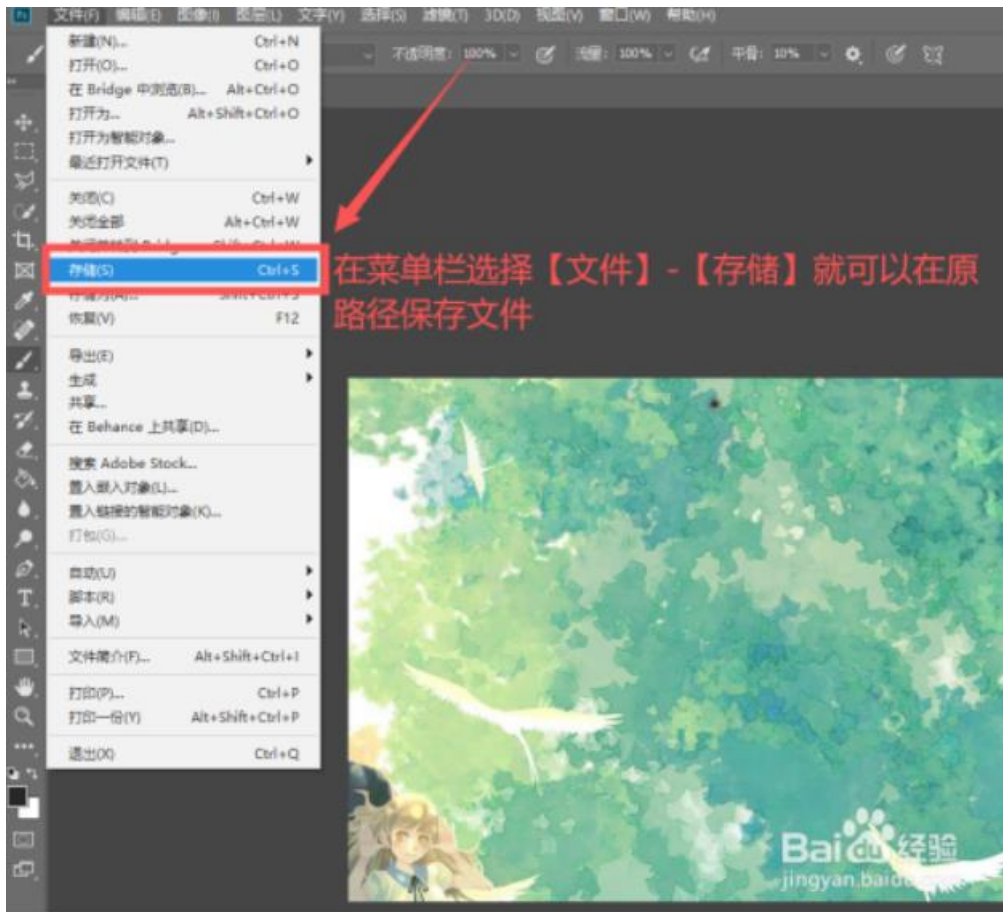 Ps 文件(F) 编辑(E) 图像(I) 图层(L) 文字(Y) 选择(S) 滤镜(T) 3D(D) 视图(V) 窗口(W) 帮助(H)
不透明度: 100% 流量: 100% 平滑: 10%
新建(N)... Ctrl+N
打开(O)... Ctrl+O
在 Bridge 中浏览(B)... Alt+Ctrl+O
打开为... Alt+Shift+Ctrl+O
打开为智能对象...
最近打开文件(T)
关闭(C) Ctrl+W
关闭全部 Alt+Ctrl+W
存储(S) Ctrl+S
在菜单栏选择【文件】-【存储】就可以在原
路径保存文件
存储为(A)... Shift+Ctrl+S
恢复(V) F12
导出(E)
生成
共享...
在 Behance 上共享(D)...
搜索 Adobe Stock...
置入嵌入对象(L)...
置入链接的智能对象(K)...
打包(G)...
自动(U)
脚本(R)
导入(M)
文件简介(F)... Alt+Shift+Ctrl+I
打印(P)... Ctrl+P
打印一份(Y) Alt+Shift+Ctrl+P
退出(X) Ctrl+Q
Baidu 经验
jingyan.baidu